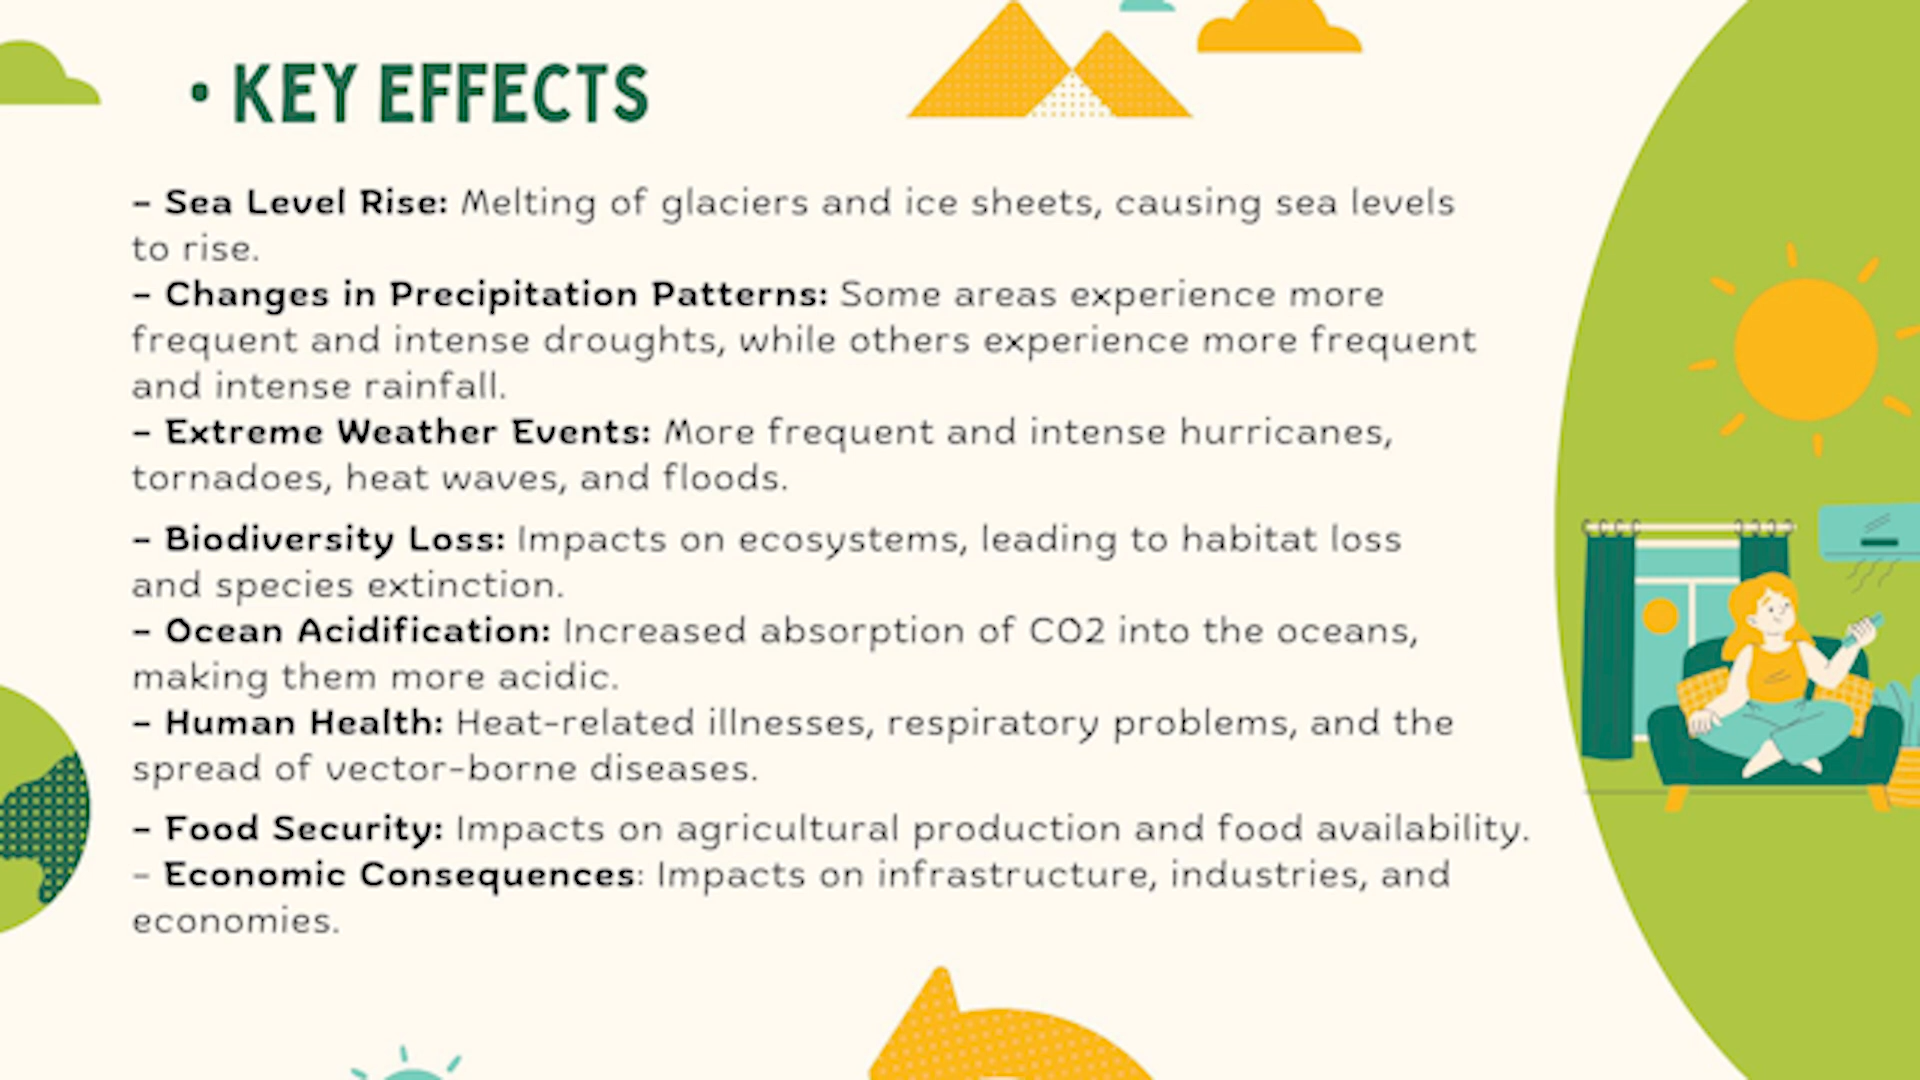 • KEY EFFECTS
- Sea Level Rise: Melting of glaciers and ice sheets, causing sea levels
to rise.
- Changes in Precipitation Patterns: Some areas experience more
frequent and intense droughts, while others experience more frequent
and intense rainfall.
- Extreme Weather Events: More frequent and intense hurricanes,
tornadoes, heat waves, and floods.
- Biodiversity Loss: Impacts on ecosystems, leading to habitat loss
and species extinction.
- Ocean Acidification: Increased absorption of CO2 into the oceans,
making them more acidic.
- Human Health: Heat-related illnesses, respiratory problems, and the
spread of vector-borne diseases.
- Food Security: Impacts on agricultural production and food availability.
- Economic Consequences: Impacts on infrastructure, industries, and
economies.